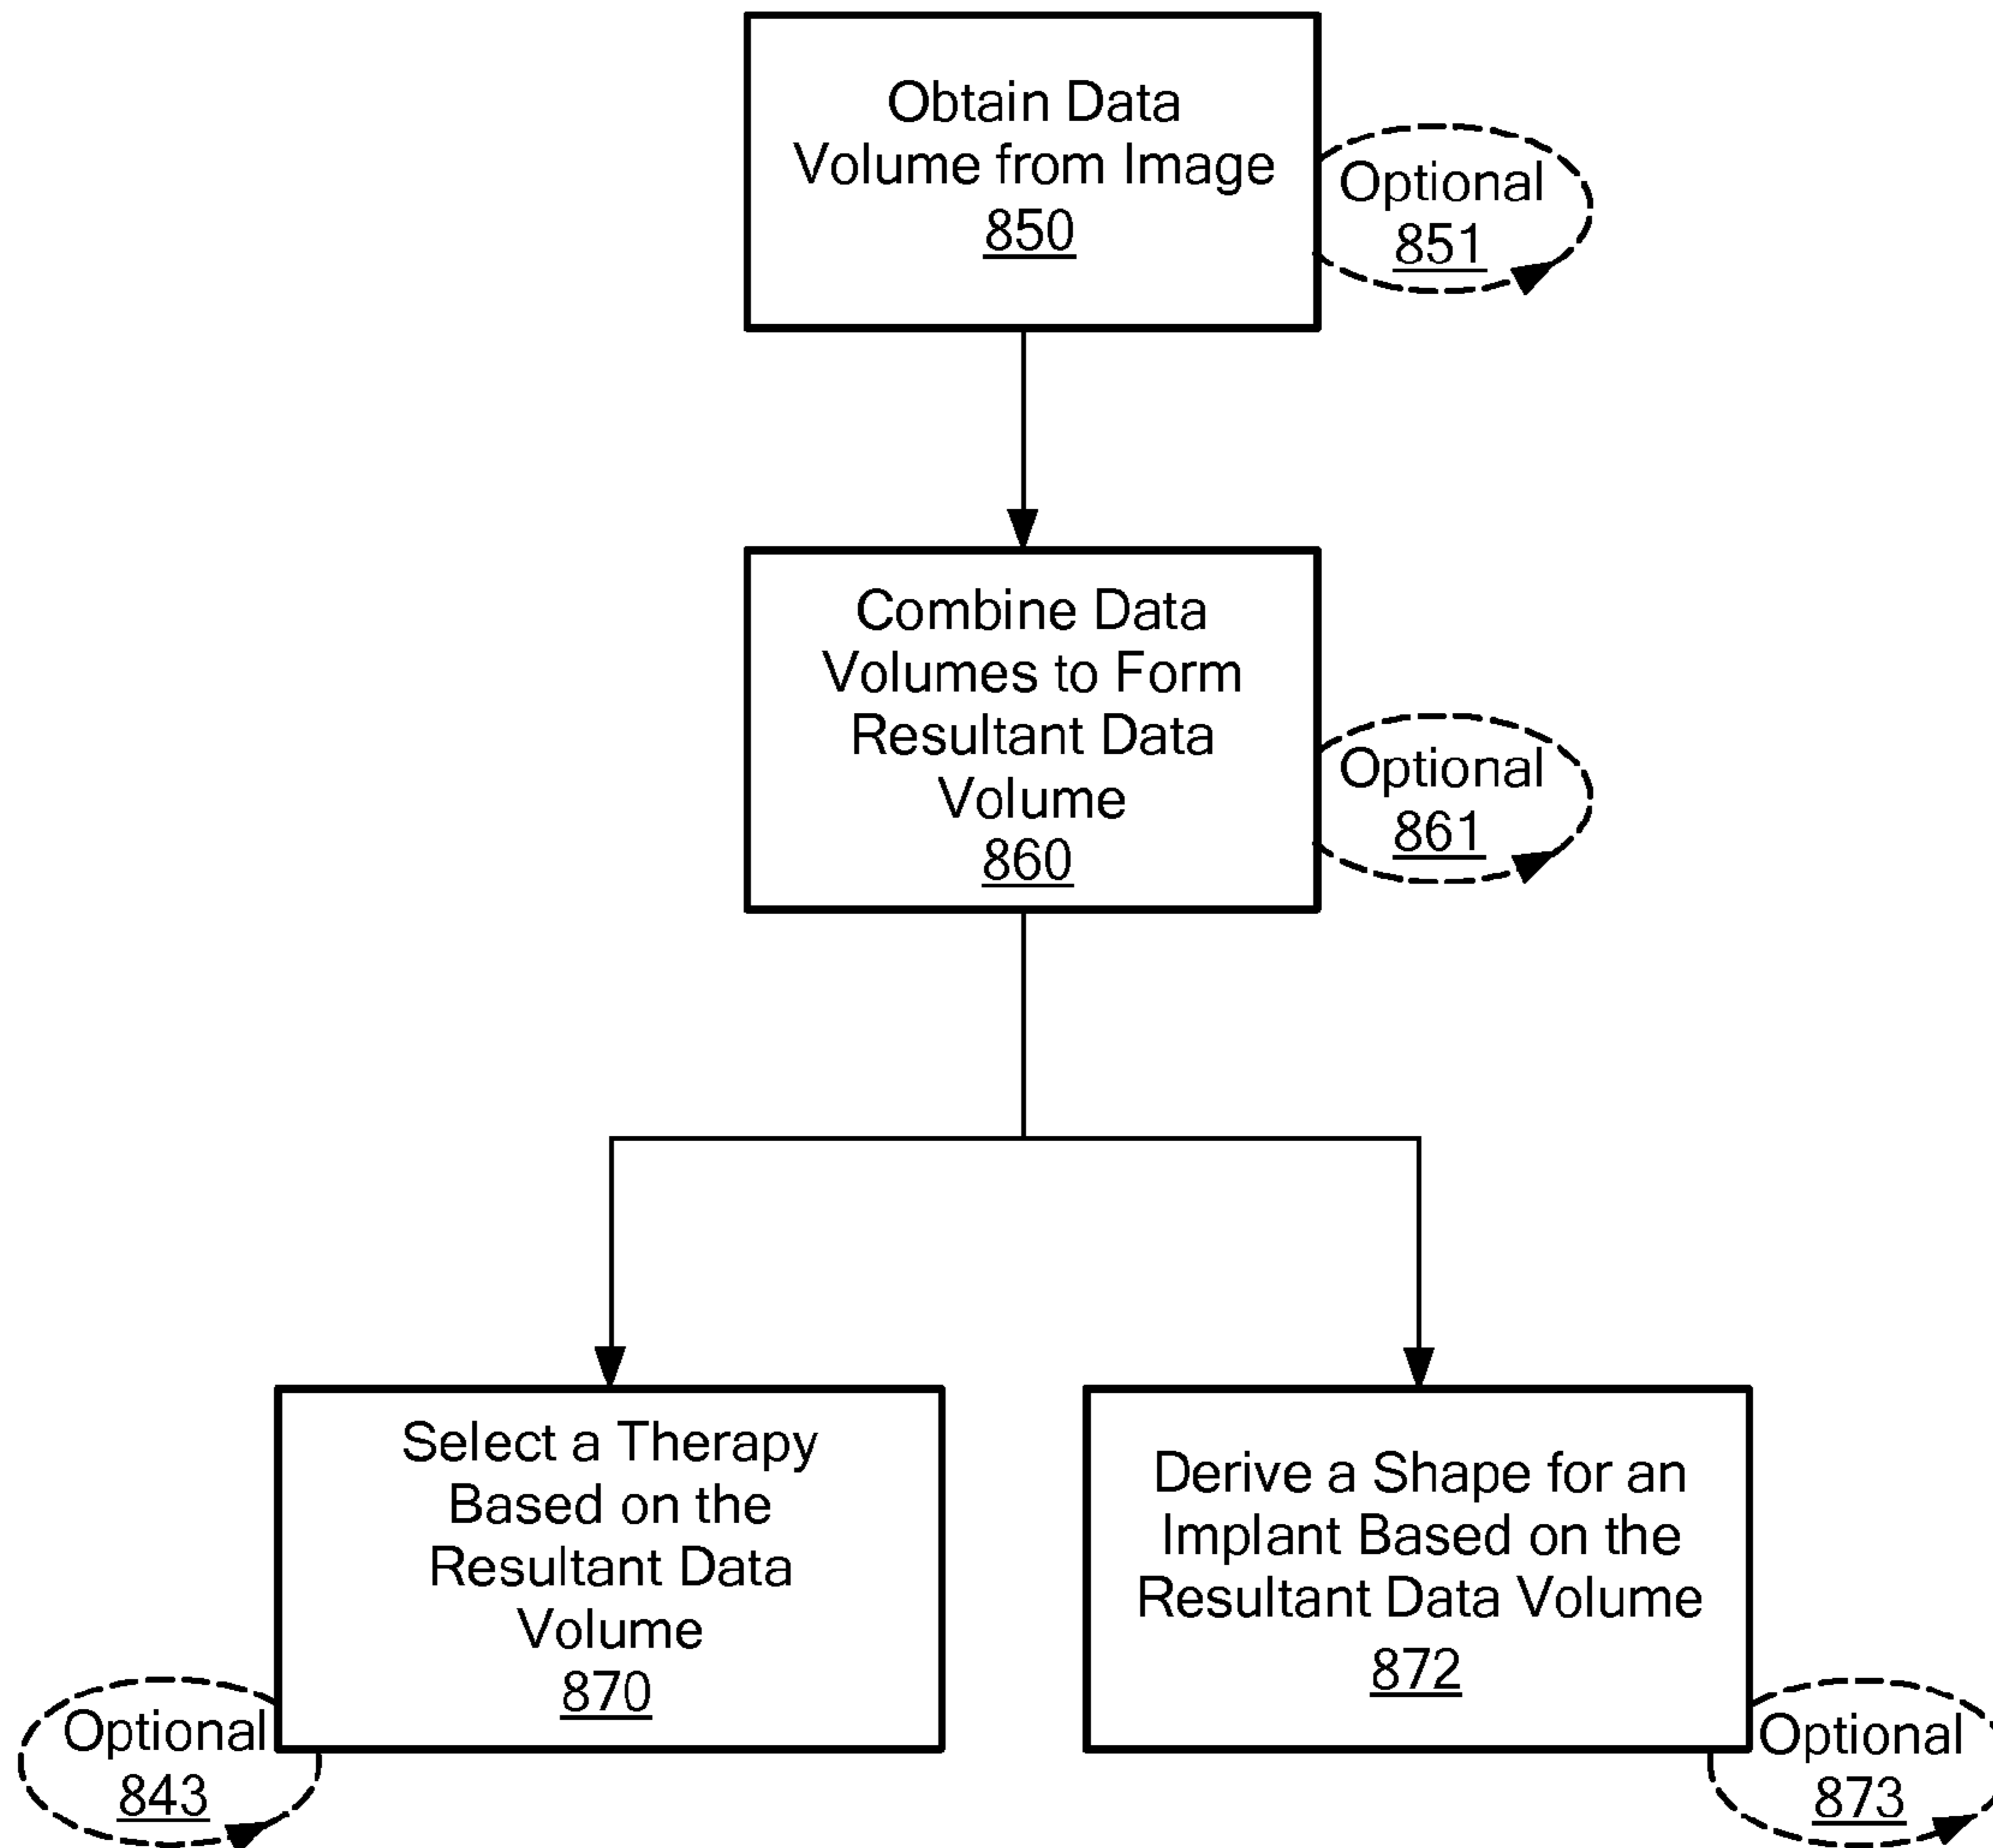 Obtain Data
Volume from Image
850
Optional
851
Combine Data
Volumes to Form
Resultant Data
Volume
860
Optional
861
Select a Therapy
Based on the
Resultant Data
Volume
870
Optional
843
Derive a Shape for an
Implant Based on the
Resultant Data Volume
872
Optional
873